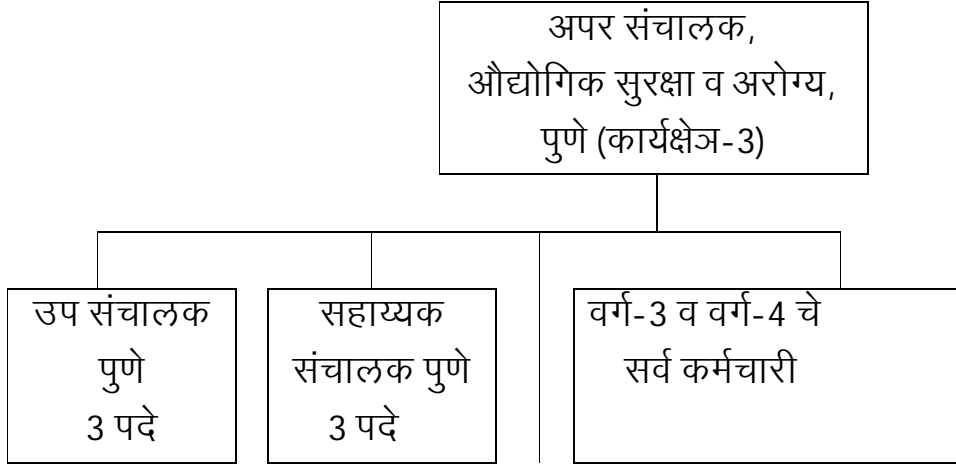 अपर संचालक,
औद्योगिक सुरक्षा व अरोग्य,
पुणे (कार्यक्षेञ-3)
उप संचालक
पुणे
3 पदे
सहाय्यक
संचालक पुणे
3 पदे
वर्ग-3 व वर्ग-4 चे
सर्व कर्मचारी